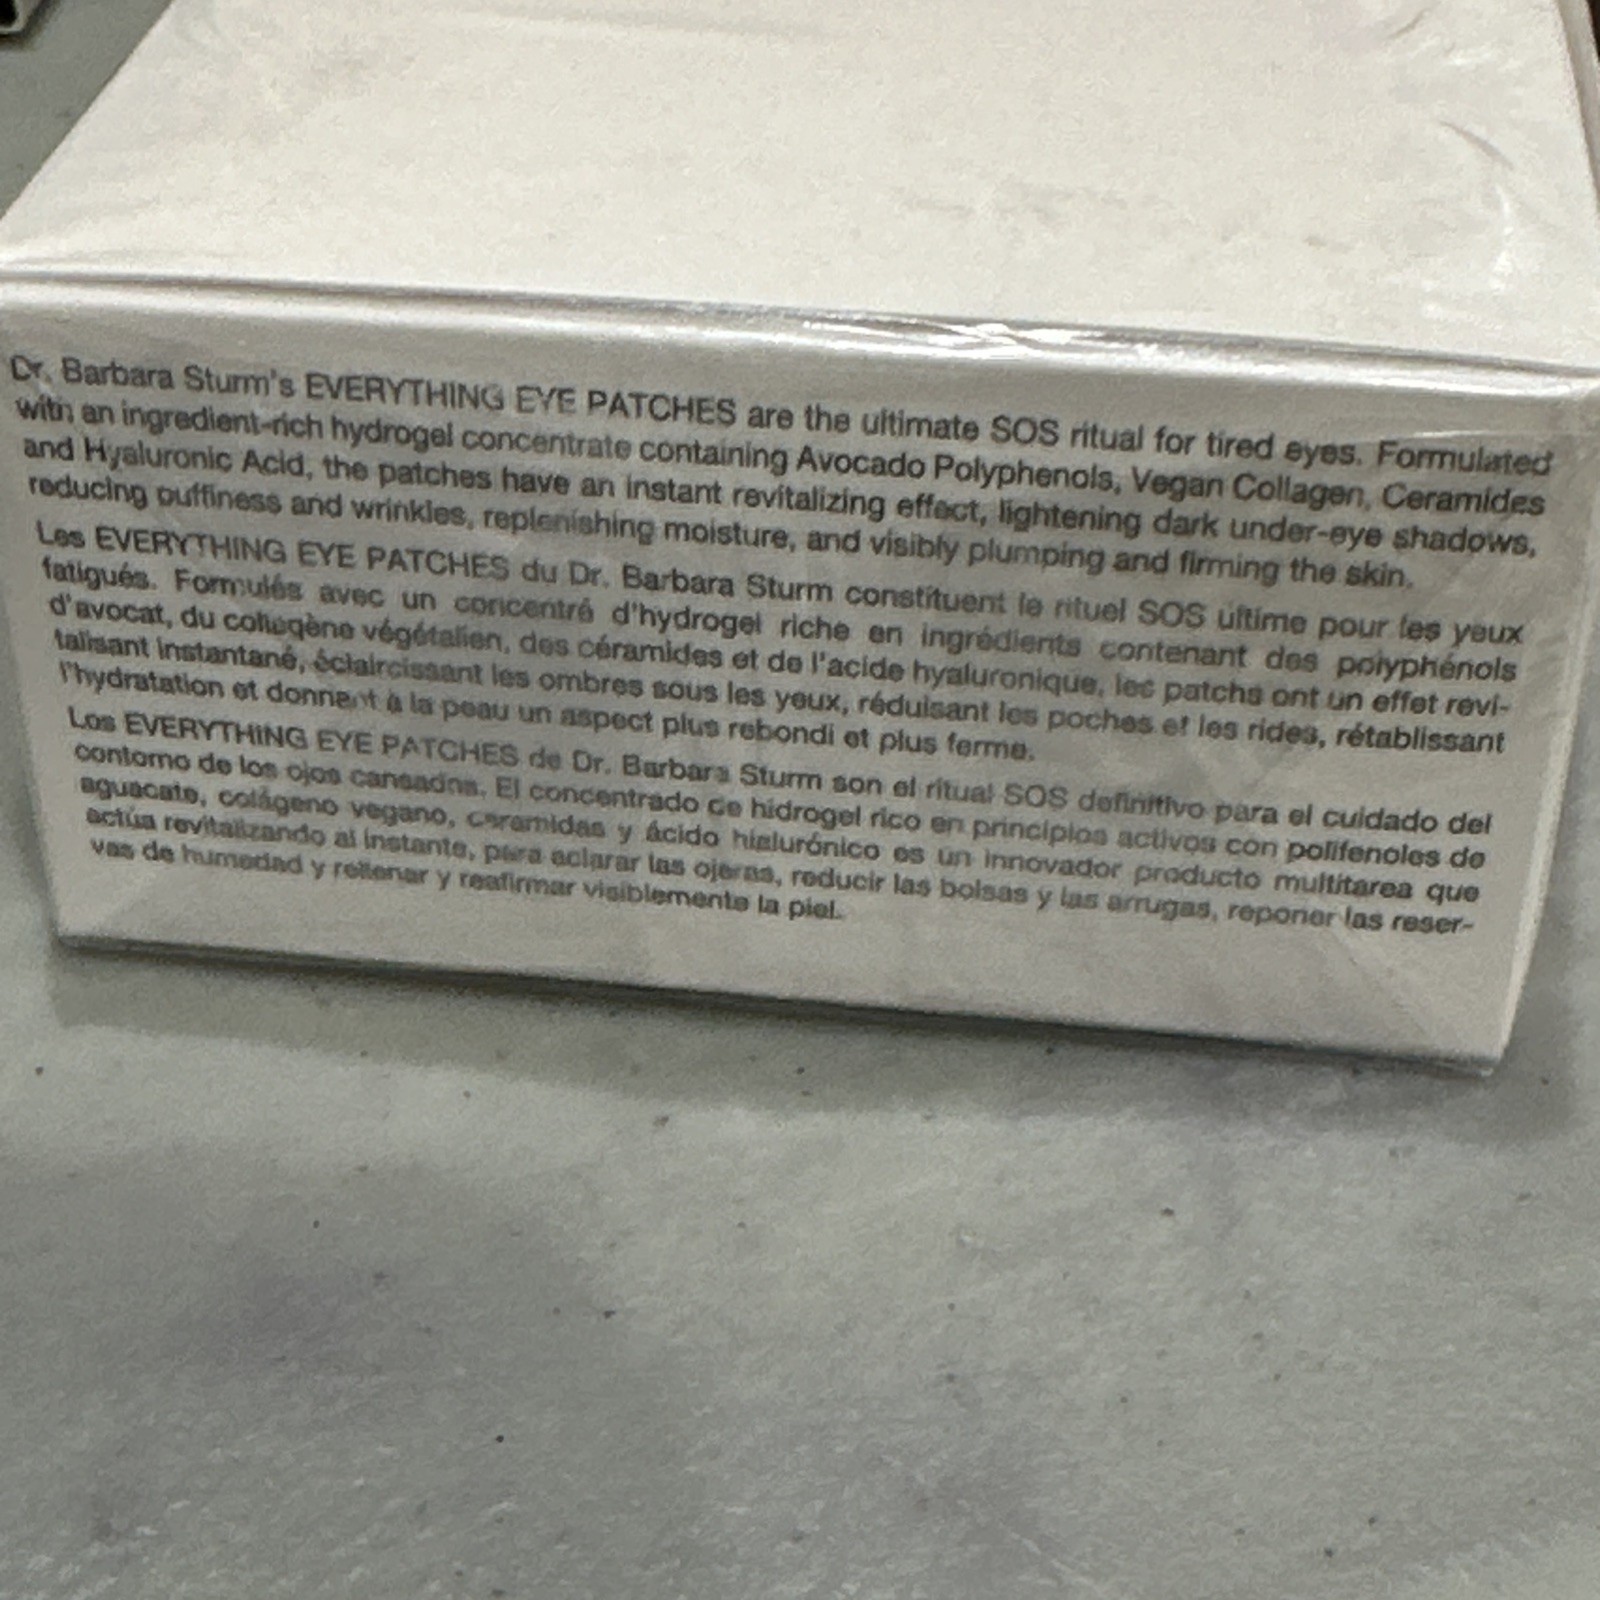 Dr. Barbara Sturm's EVERYTHING EYE PATCHES are the ultimate SOS ritual for tired eyes. Formulated
with an ingredient-rich hydrogel concentrate containing Avocado Polyphenols, Vegan Collagen, Ceramides
and Hyaluronic Acid, the patches have an instant revitalizing effect, lightening dark under-eye shadows,
reducing puffiness and wrinkles, replenishing moisture, and visibly plumping and firming the skin.
Les EVERYTHING EYE PATCHES du Dr. Barbara Sturm constituent le rituel SOS ultime pour les yeux
fatigués. Formulés avec un concentré d'hydrogel riche en ingrédients contenant des polyphénols
d'avocat, du collagène végétalien, des céramides et de l'acide hyaluronique, les patchs ont un effet revi-
talisant instantané, éclaircissant les ombres sous les yeux, réduisant les poches et les rides, rétablissant
l'hydratation et donnant à la peau un aspect plus rebondi et plus ferme.
Los EVERYTHING EYE PATCHES de Dr. Barbara Sturm son el ritual SOS definitivo para el cuidado del
contorno de los ojos cansados. El concentrado de hidrogel rico en principios activos con polifenoles de
aguacate, colágeno vegano, ceramidas y ácido hialurónico es un innovador producto multitarea que
actúa revitalizando al instante, para aclarar las ojeras, reducir las bolsas y las arrugas, reponer las reser-
vas de humedad y rellenar y reafirmar visiblemente la piel.